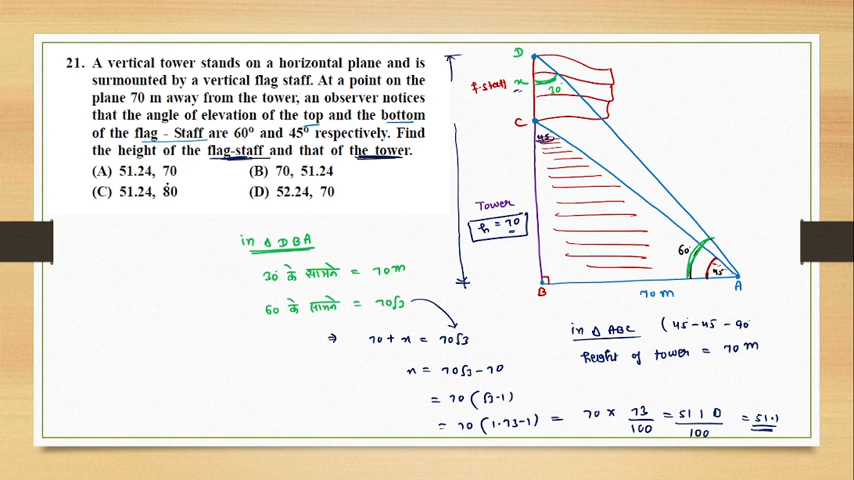 21. A vertical tower stands on a horizontal plane and is
surmounted by a vertical flag staff. At a point on the
plane 70 m away from the tower, an observer notices
that the angle of elevation of the top and the bottom
of the flag - Staff are 60° and 45° respectively. Find
the height of the flag-staff and that of the tower.
(A) 51.24, 70 (B) 70, 51.24
(C) 51.24, 80 (D) 52.24, 70
D
f.staff x 30°
C
45
Tower
h = 70
60°
45°
B 70 m A
in Δ DBA
30 के सामने = 70m
60 के सामने = 70√3
⇒ 70 + x = 70√3
x = 70√3 - 70
= 70 (√3-1)
= 70 (1.73-1) = 70 × 73/100 = 5110/100 = 51.1
in Δ ABC (45-45-90
height of tower = 70 m